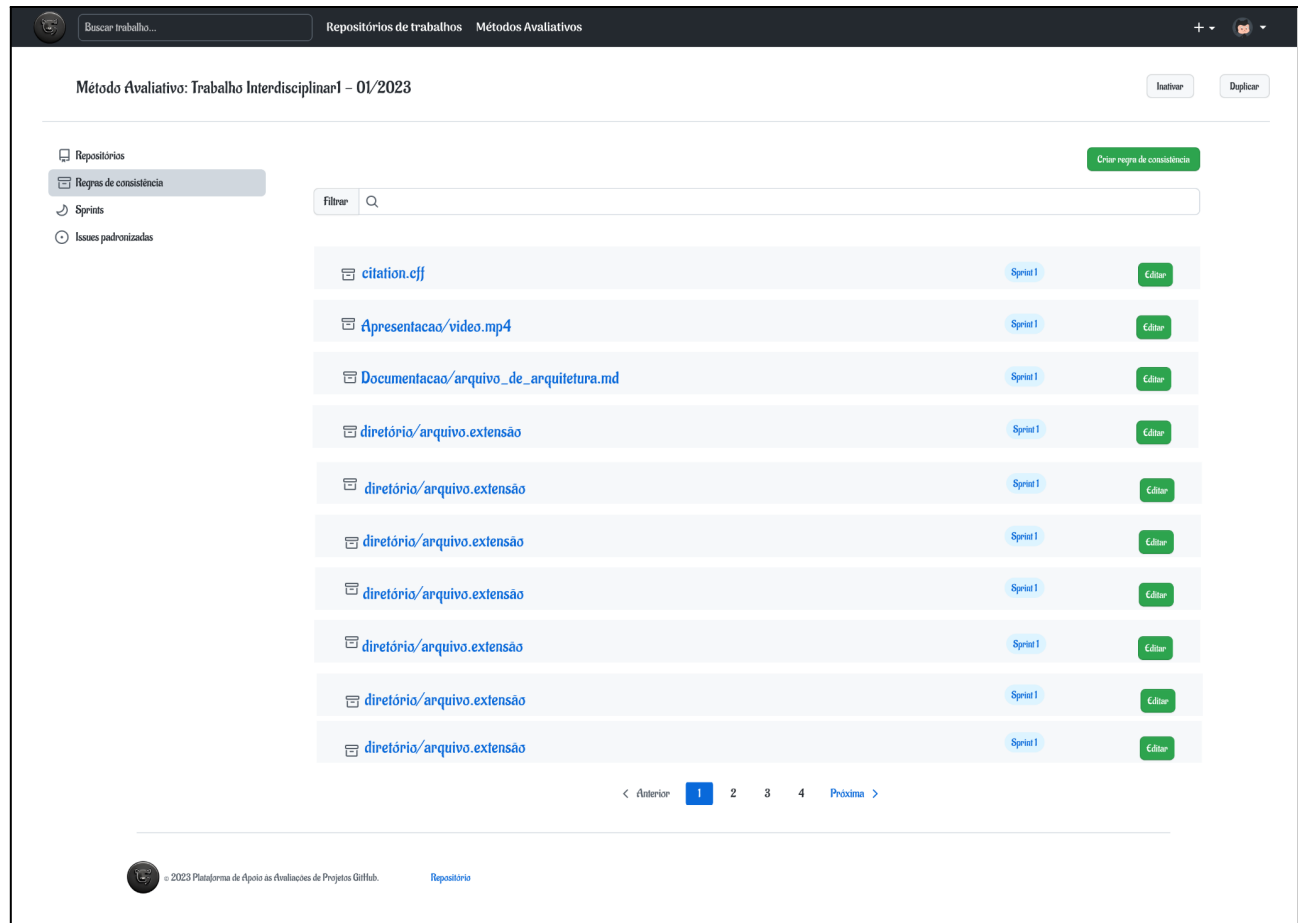 Buscar trabalho... Repositórios de trabalhos Métodos Avaliativos
Método Avaliativo: Trabalho Interdisciplinar1 – 01/2023 Inativar Duplicar
Repositórios
Regras de consistência
Sprints
Issues padronizadas
Criar regra de consistência
Filtrar
citation.cff Sprint 1 Editar
Apresentacao/video.mp4 Sprint 1 Editar
Documentacao/arquivo_de_arquitetura.md Sprint 1 Editar
diretório/arquivo.extensão Sprint 1 Editar
diretório/arquivo.extensão Sprint 1 Editar
diretório/arquivo.extensão Sprint 1 Editar
diretório/arquivo.extensão Sprint 1 Editar
diretório/arquivo.extensão Sprint 1 Editar
diretório/arquivo.extensão Sprint 1 Editar
diretório/arquivo.extensão Sprint 1 Editar
Anterior 1 2 3 4 Próxima
© 2023 Plataforma de Apoio às Avaliações de Projetos GitHub. Repositório